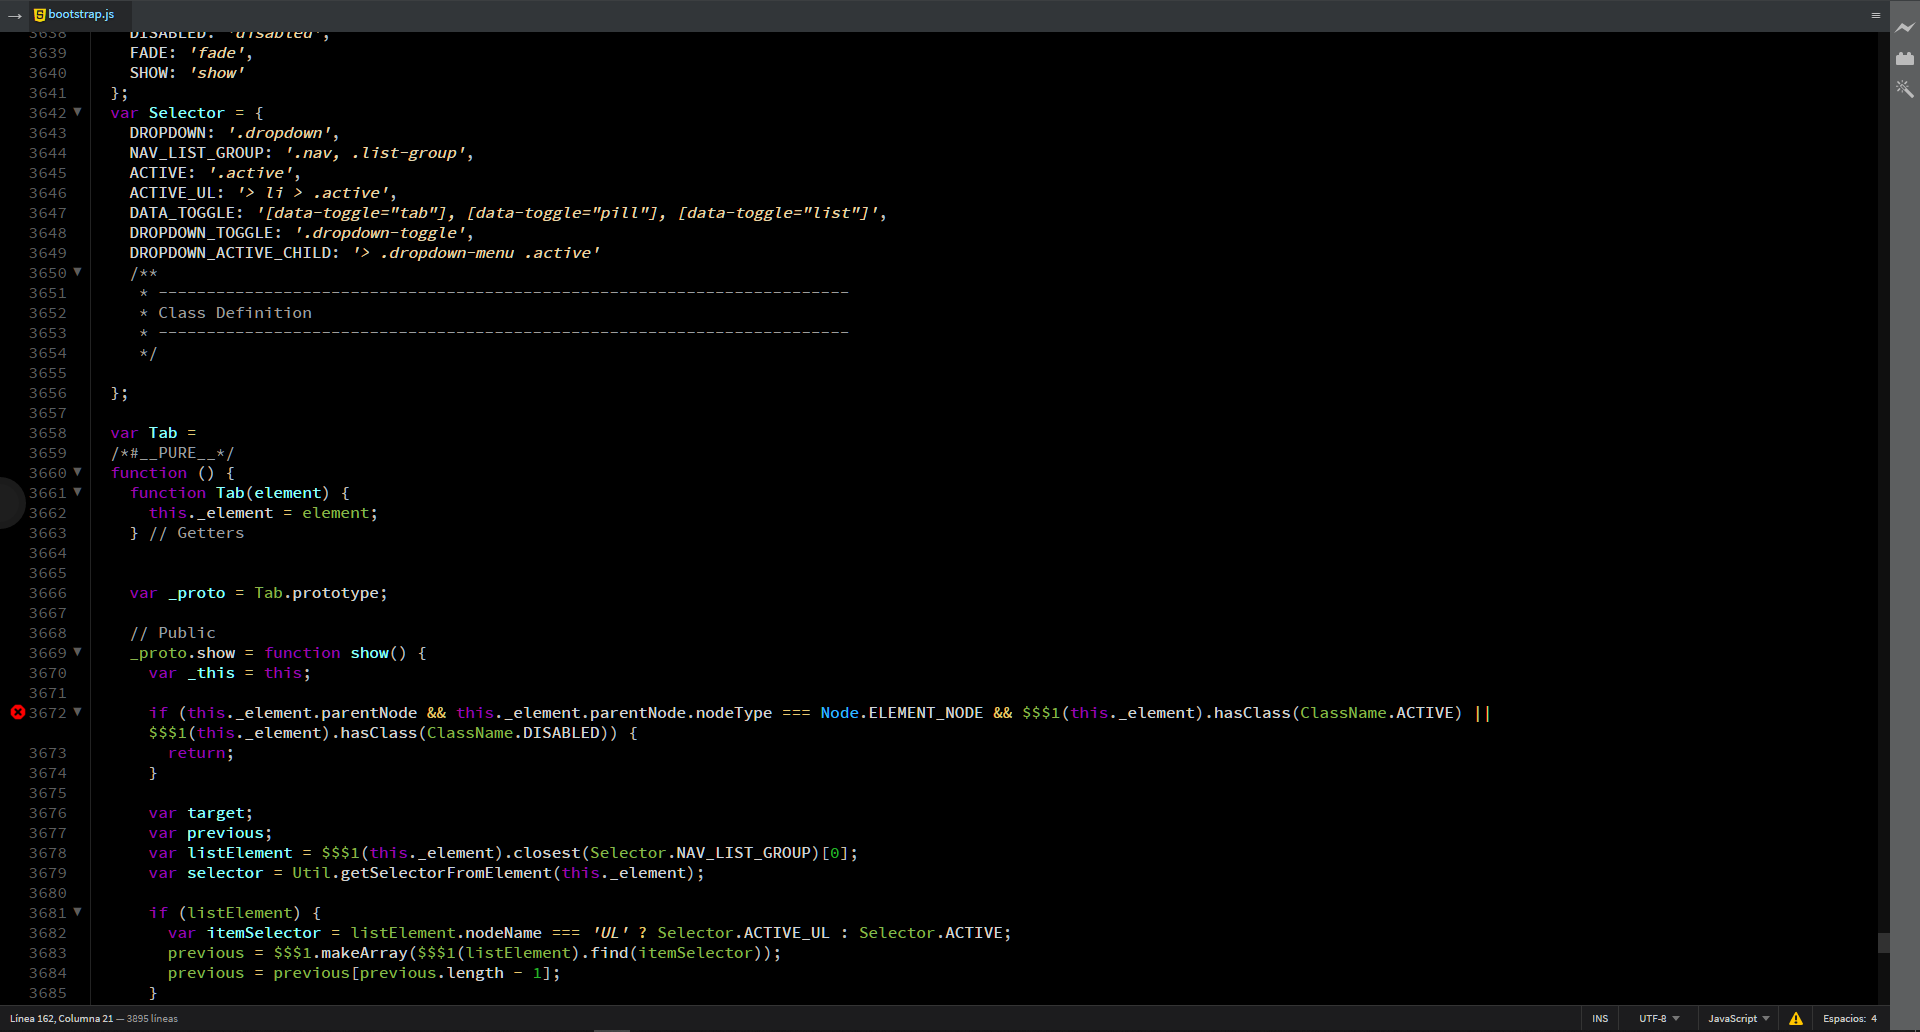 → bootstrap.js
3638 DISABLED: 'disabled',
3639 FADE: 'fade',
3640 SHOW: 'show'
3641 };
3642 var Selector = {
3643 DROPDOWN: '.dropdown',
3644 NAV_LIST_GROUP: '.nav, .list-group',
3645 ACTIVE: '.active',
3646 ACTIVE_UL: '> li > .active',
3647 DATA_TOGGLE: '[data-toggle="tab"], [data-toggle="pill"], [data-toggle="list"]',
3648 DROPDOWN_TOGGLE: '.dropdown-toggle',
3649 DROPDOWN_ACTIVE_CHILD: '> .dropdown-menu .active'
3650 /**
3651 * ------------------------------------------------------------------------
3652 * Class Definition
3653 * ------------------------------------------------------------------------
3654 */
3655
3656 };
3657
3658 var Tab =
3659 /*#__PURE__*/
3660 function () {
3661 function Tab(element) {
3662 this._element = element;
3663 } // Getters
3664
3665
3666 var _proto = Tab.prototype;
3667
3668 // Public
3669 _proto.show = function show() {
3670 var _this = this;
3671
3672 if (this._element.parentNode && this._element.parentNode.nodeType === Node.ELEMENT_NODE && $$$1(this._element).hasClass(ClassName.ACTIVE) ||
$$$1(this._element).hasClass(ClassName.DISABLED)) {
3673 return;
3674 }
3675
3676 var target;
3677 var previous;
3678 var listElement = $$$1(this._element).closest(Selector.NAV_LIST_GROUP)[0];
3679 var selector = Util.getSelectorFromElement(this._element);
3680
3681 if (listElement) {
3682 var itemSelector = listElement.nodeName === 'UL' ? Selector.ACTIVE_UL : Selector.ACTIVE;
3683 previous = $$$1.makeArray($$$1(listElement).find(itemSelector));
3684 previous = previous[previous.length - 1];
3685 }
Línea 162, Columna 21 — 3895 líneas INS UTF-8 JavaScript Espacios: 4